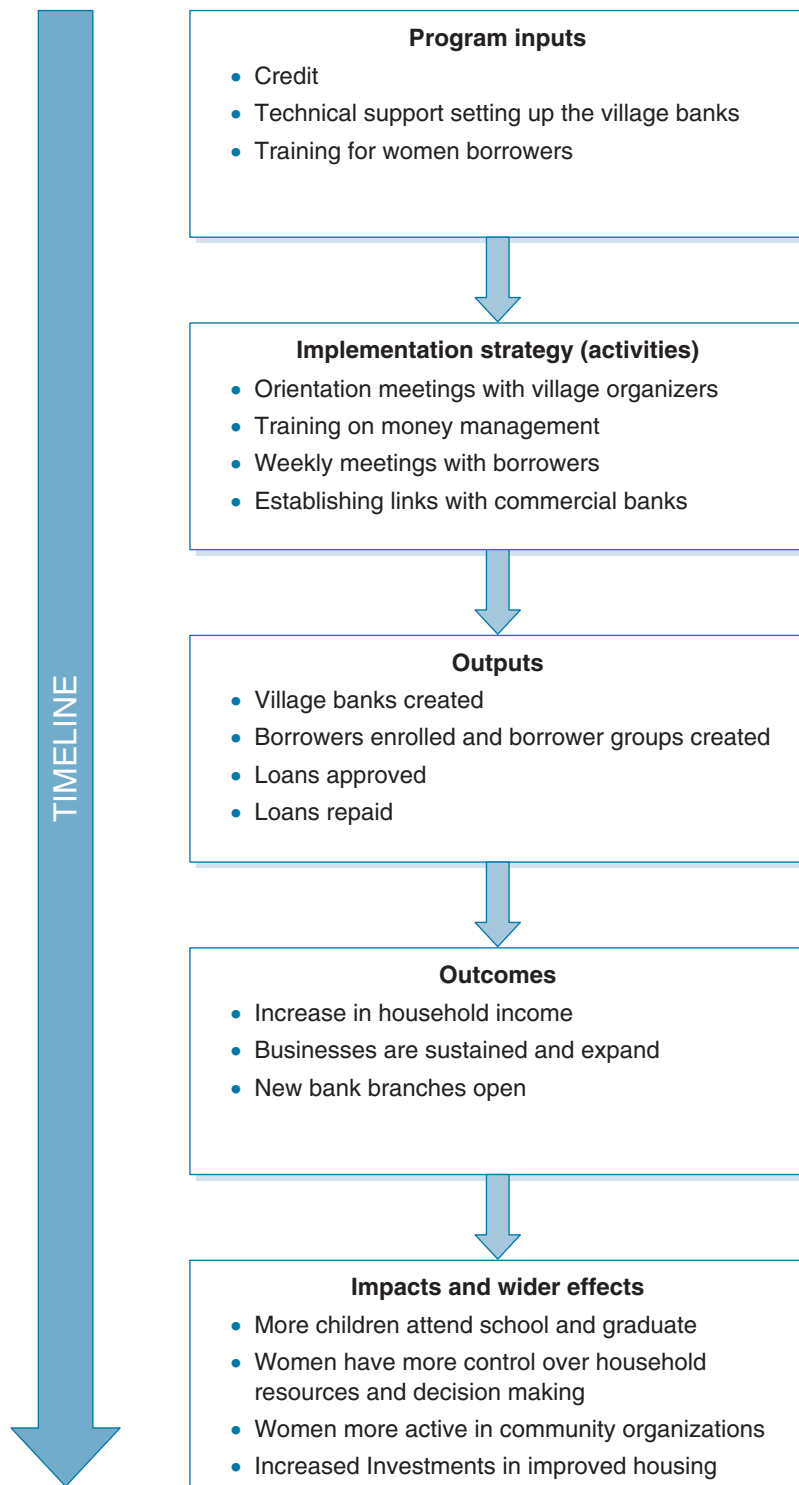 TIMELINE
Program inputs
• Credit
• Technical support setting up the village banks
• Training for women borrowers
Implementation strategy (activities)
• Orientation meetings with village organizers
• Training on money management
• Weekly meetings with borrowers
• Establishing links with commercial banks
Outputs
• Village banks created
• Borrowers enrolled and borrower groups created
• Loans approved
• Loans repaid
Outcomes
• Increase in household income
• Businesses are sustained and expand
• New bank branches open
Impacts and wider effects
• More children attend school and graduate
• Women have more control over household
resources and decision making
• Women more active in community organizations
• Increased Investments in improved housing